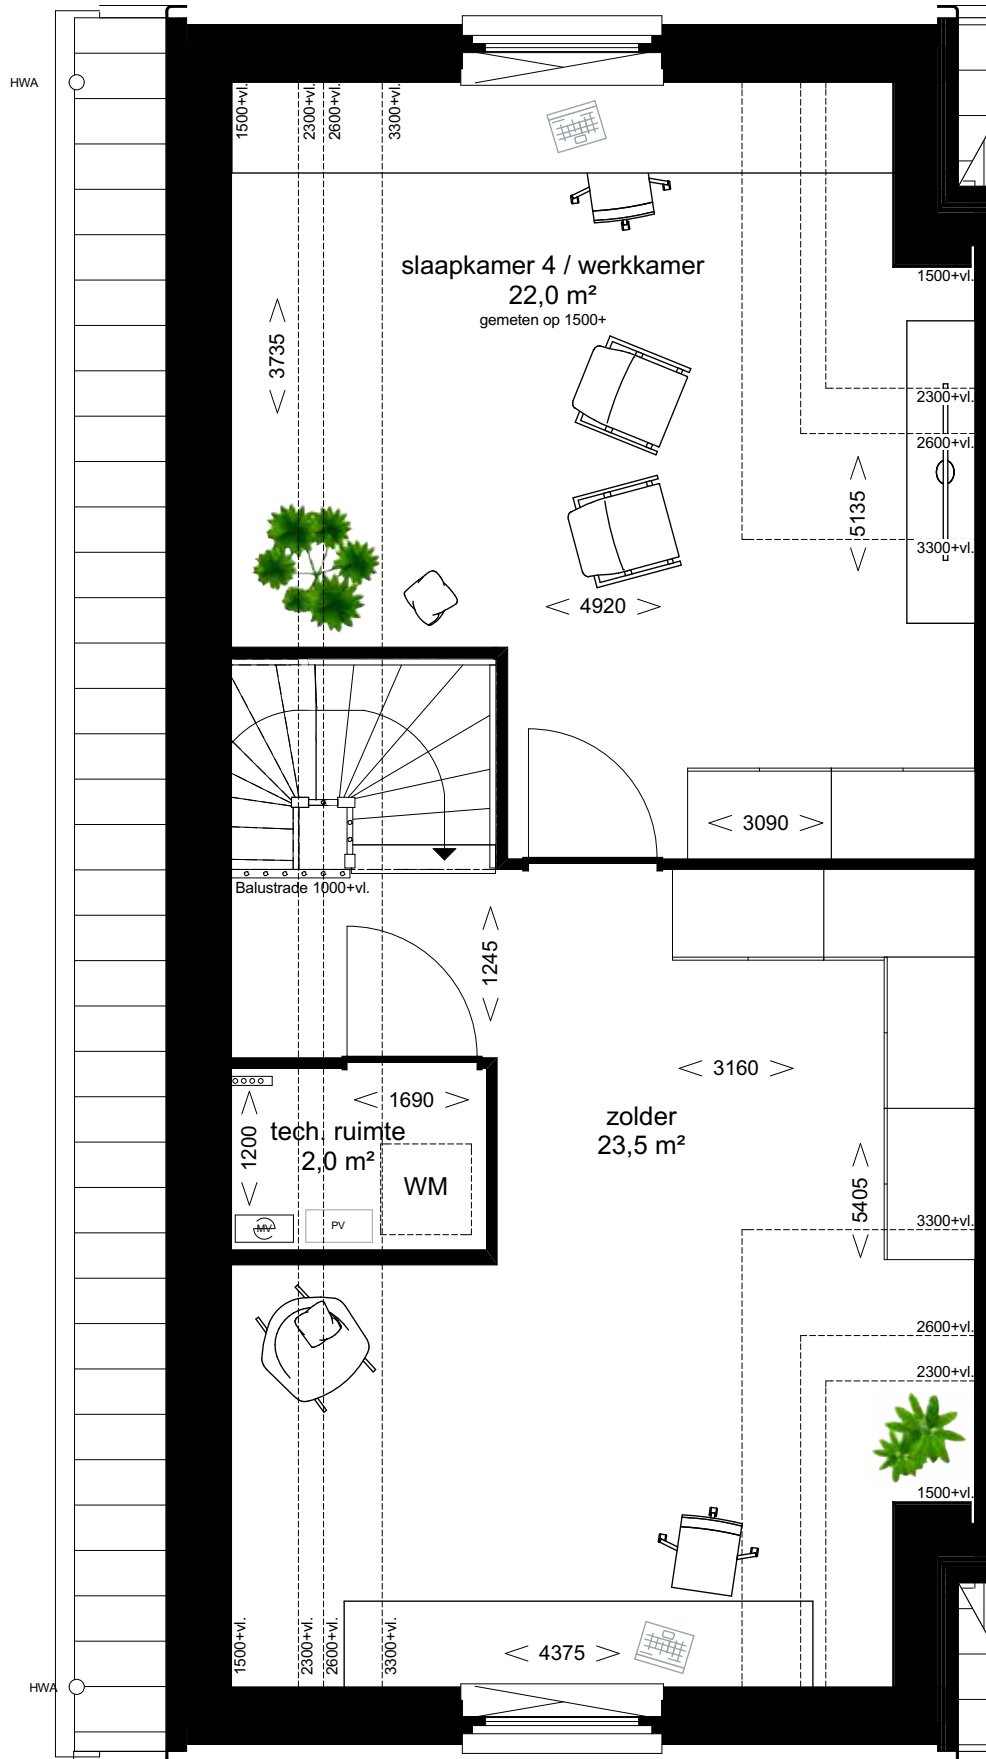 HWA
1500+vl.
2300+vl.
2600+vl.
3300+vl.
slaapkamer 4 / werkkamer
22,0 m²
gemeten op 1500+
1500+vl.
3735
2300+vl.
2600+vl.
5135
3300+vl.
4920
3090
Balustrade 1000+vl.
1245
3160
1690
zolder
23,5 m²
1200
tech. ruimte
2,0 m²
WM
5405
MV
PV
3300+vl.
2600+vl.
2300+vl.
1500+vl.
1500+vl.
2300+vl.
2600+vl.
3300+vl.
4375
HWA